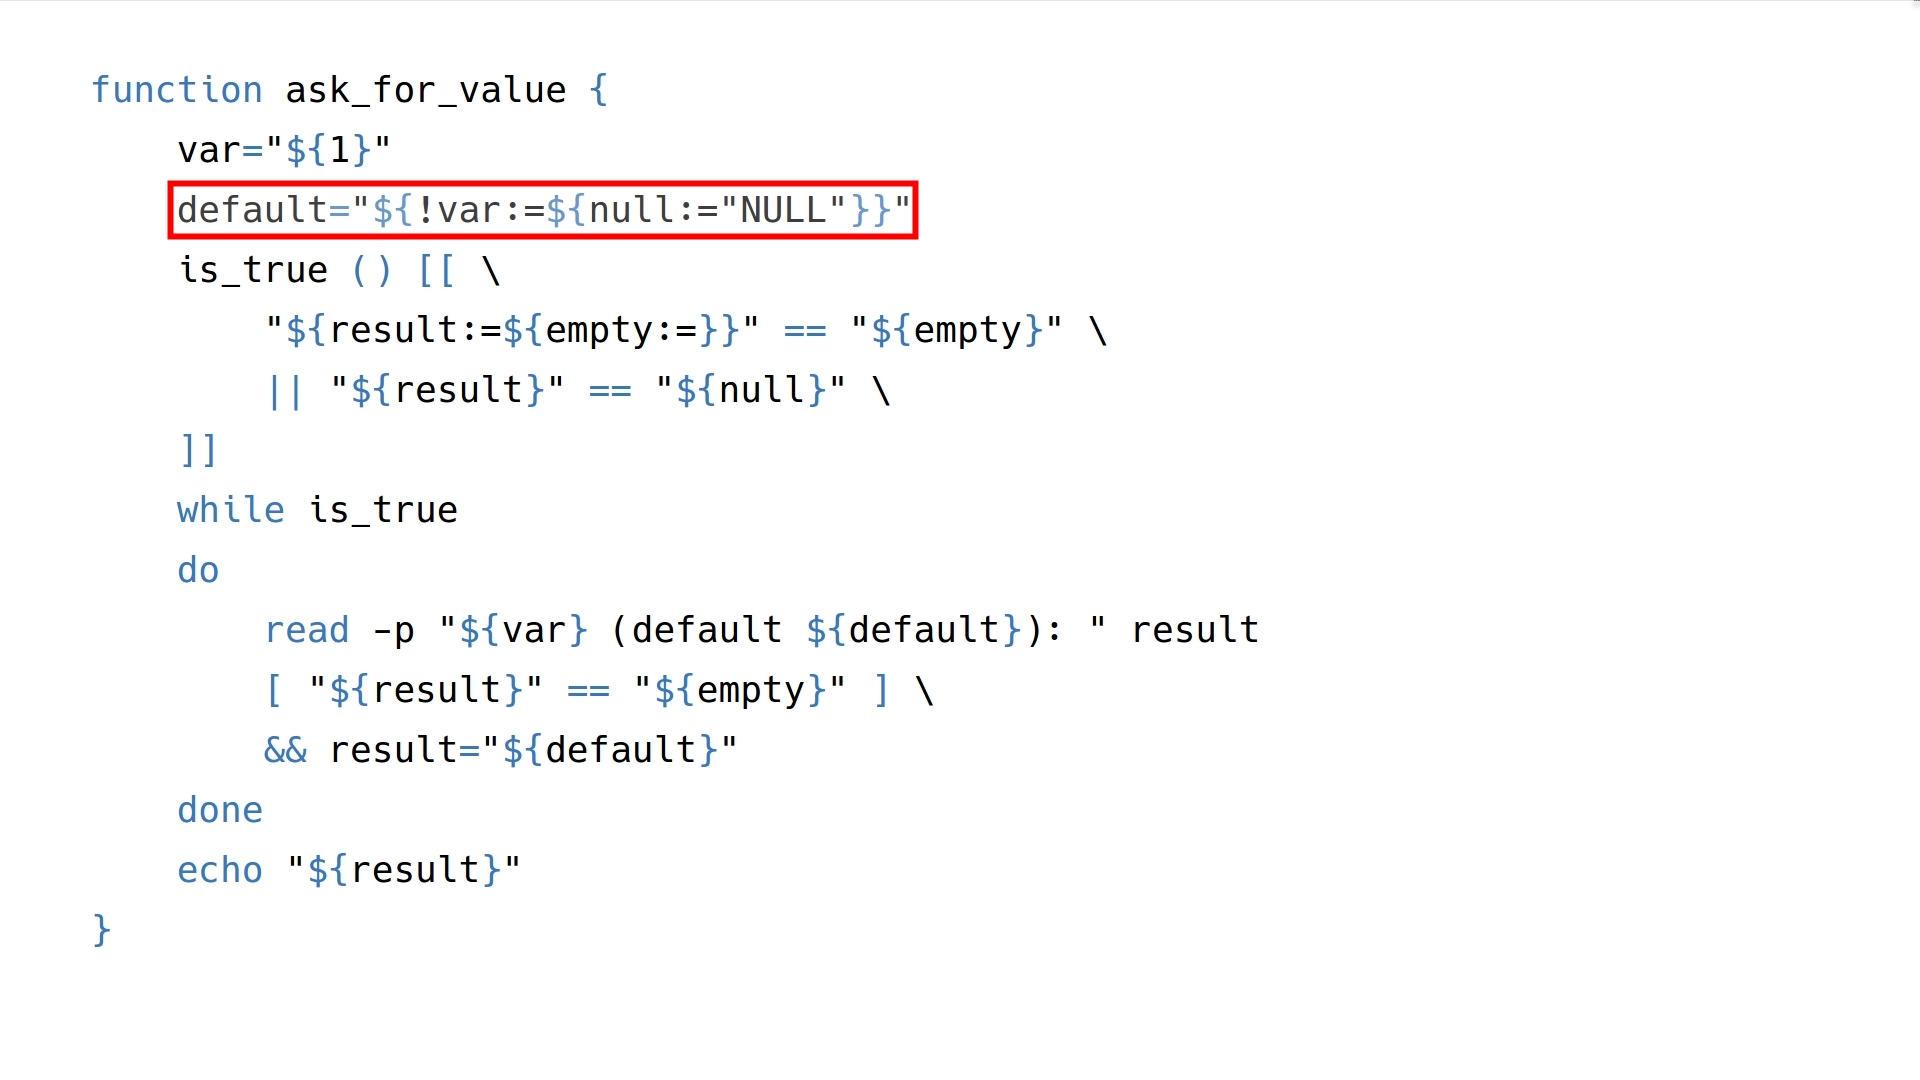 function ask_for_value {
    var="${1}"
    default="${!var:=${null:="NULL"}}"
    is_true () [[ \
        "${result:=${empty:=}}" == "${empty}" \
        || "${result}" == "${null}" \
    ]]
    while is_true
    do
        read -p "${var} (default ${default}): " result
        [ "${result}" == "${empty}" ] \
        && result="${default}"
    done
    echo "${result}"
}